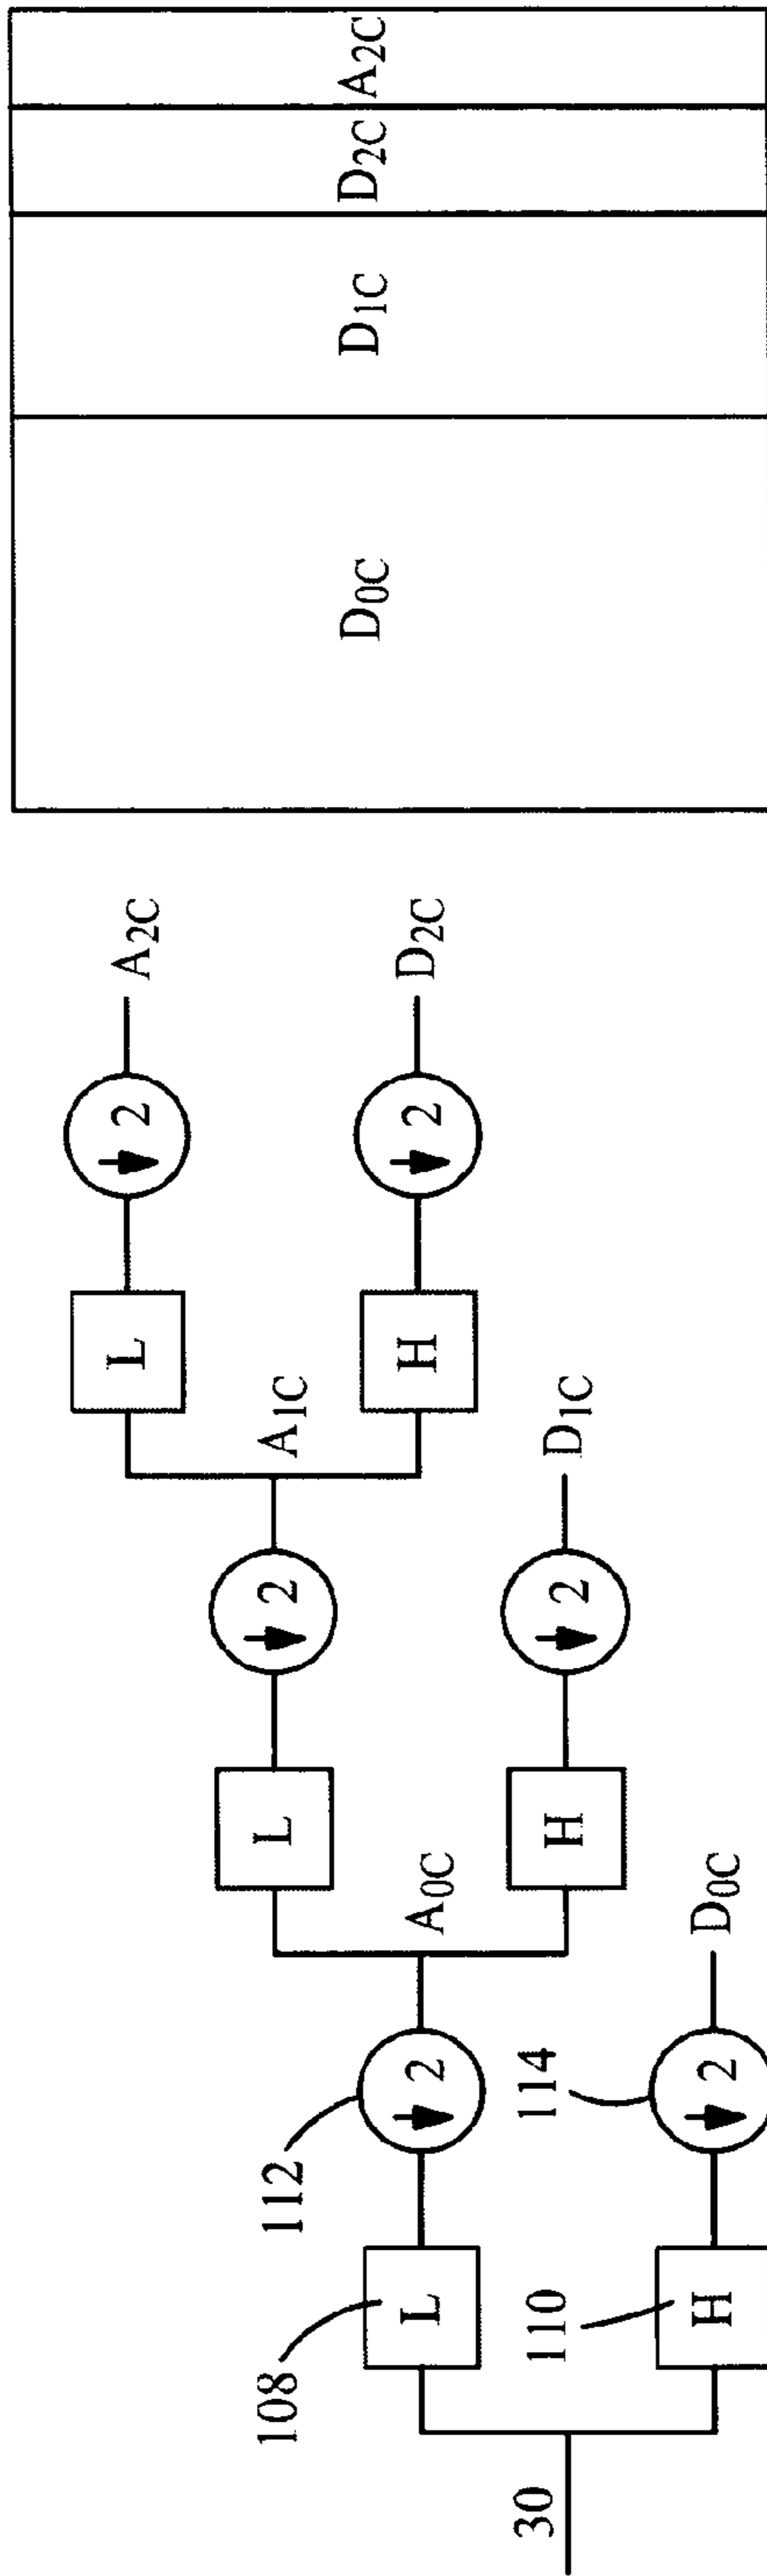 30
108
L
112
↓ 2
A0C
L
↓ 2
A1C
L
↓ 2
A2C
H
↓ 2
D2C
H
↓ 2
D1C
110
H
114
↓ 2
D0C
D0C
D1C
D2C
A2C